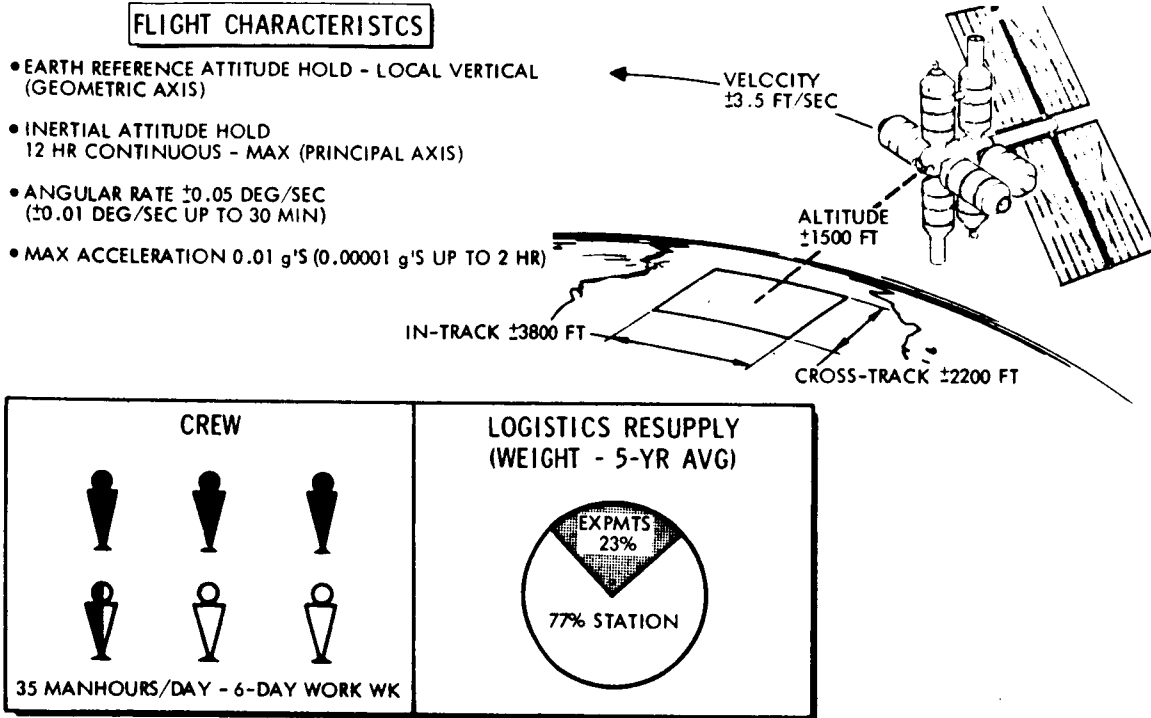 FLIGHT CHARACTERISTCS
• EARTH REFERENCE ATTITUDE HOLD - LOCAL VERTICAL
(GEOMETRIC AXIS)
• INERTIAL ATTITUDE HOLD
12 HR CONTINUOUS - MAX (PRINCIPAL AXIS)
• ANGULAR RATE ±0.05 DEG/SEC
(±0.01 DEG/SEC UP TO 30 MIN)
• MAX ACCELERATION 0.01 g'S (0.00001 g'S UP TO 2 HR)
VELOCITY
±3.5 FT/SEC
ALTITUDE
±1500 FT
IN-TRACK ±3800 FT
CROSS-TRACK ±2200 FT
CREW
35 MANHOURS/DAY - 6-DAY WORK WK
LOGISTICS RESUPPLY
(WEIGHT - 5-YR AVG)
EXPMTS
23%
77% STATION